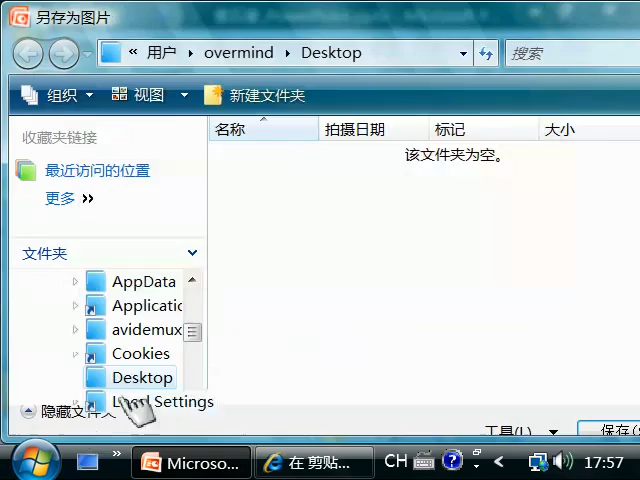 另存为图片
« 用户 overmind Desktop 搜索
组织 视图 新建文件夹
收藏夹链接
最近访问的位置
更多 »
名称 拍摄日期 标记 大小
该文件夹为空。
文件夹
AppData
Applicatic
avidemux
Cookies
Desktop
Local Settings
隐藏文件夹
工具(L) 保存(S
Microso... 在 剪贴... CH ? 17:57